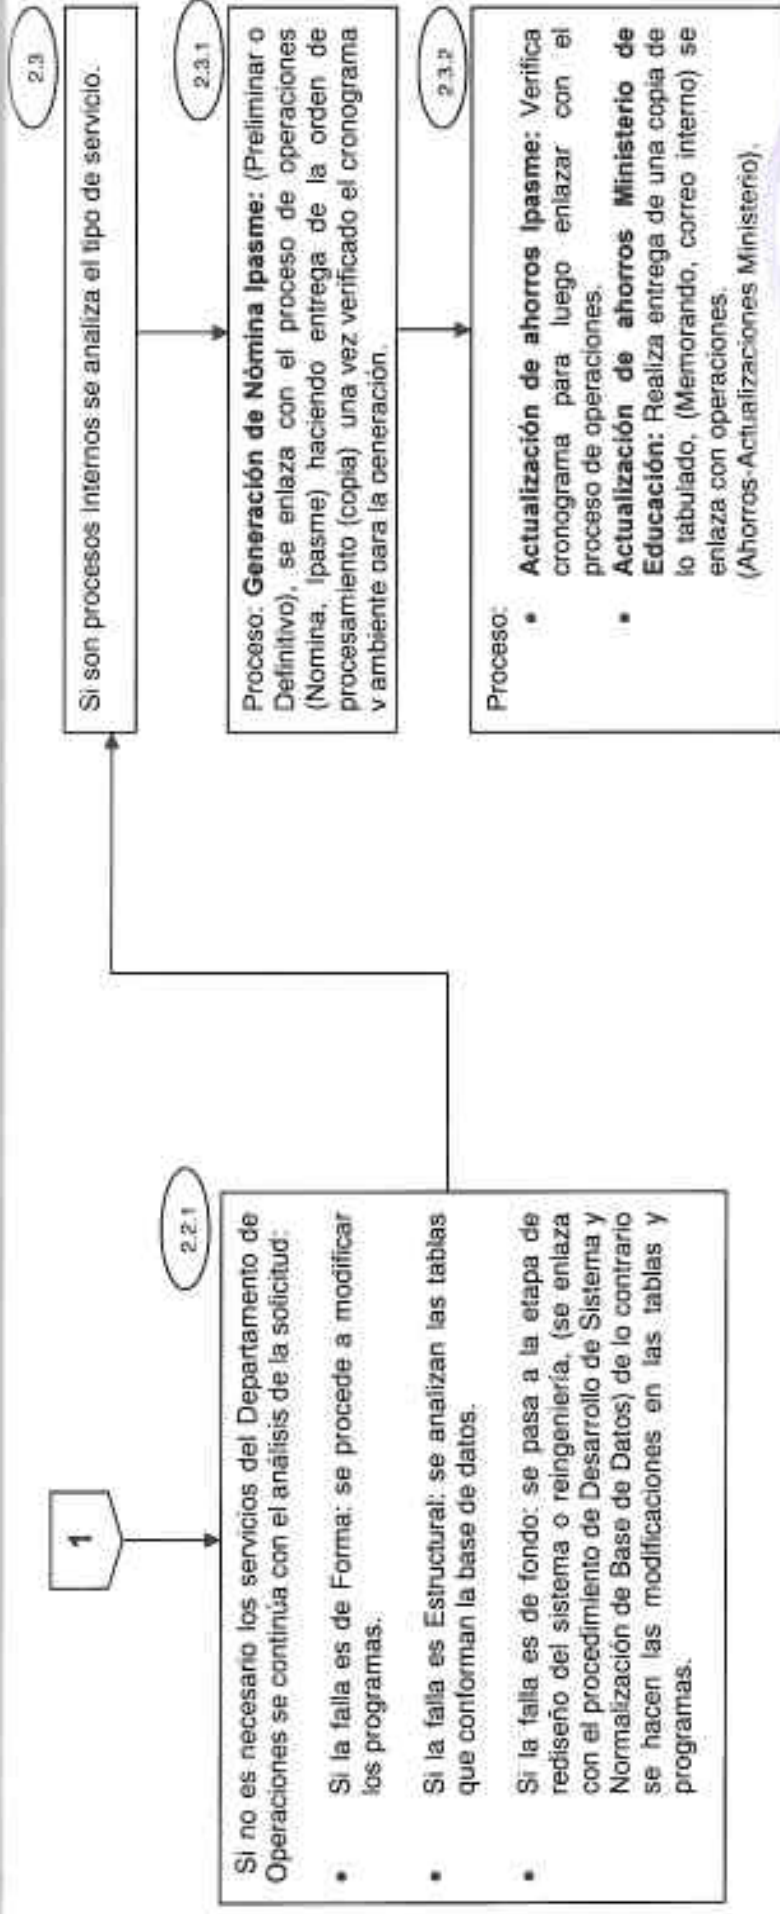 1
2.2.1
Si no es necesario los servicios del Departamento de
Operaciones se continúa con el análisis de la solicitud:
• Si la falla es de Forma: se procede a modificar
los programas.
• Si la falla es Estructural: se analizan las tablas
que conforman la base de datos.
• Si la falla es de fondo: se pasa a la etapa de
rediseño del sistema o reingeniería, (se enlaza
con el procedimiento de Desarrollo de Sistema y
Normalización de Base de Datos) de lo contrario
se hacen las modificaciones en las tablas y
programas.
2.3
Si son procesos Internos se analiza el tipo de servicio.
2.3.1
Proceso: Generación de Nómina Ipasme: (Preliminar o
Definitivo), se enlaza con el proceso de operaciones
(Nomina, Ipasme) haciendo entrega de la orden de
procesamiento (copia) una vez verificado el cronograma
y ambiente para la generación.
2.3.2
Proceso:
• Actualización de ahorros Ipasme: Verifica
cronograma para luego enlazar con el
proceso de operaciones.
• Actualización de ahorros Ministerio de
Educación: Realiza entrega de una copia de
lo tabulado, (Memorando, correo interno) se
enlaza con operaciones.
(Ahorros-Actualizaciones Ministerio).